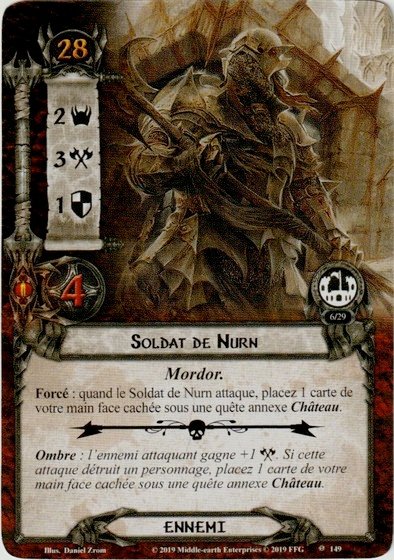 28
2
3
1
4
6/29
Soldat de Nurn
Mordor.
Forcé : quand le Soldat de Nurn attaque, placez 1 carte de
votre main face cachée sous une quête annexe Château.
Ombre : l'ennemi attaquant gagne +1 . Si cette
attaque détruit un personnage, placez 1 carte de votre
main face cachée sous une quête annexe Château.
ENNEMI
Illus. Daniel Zrom © 2019 Middle-earth Enterprises © 2019 FFG 149